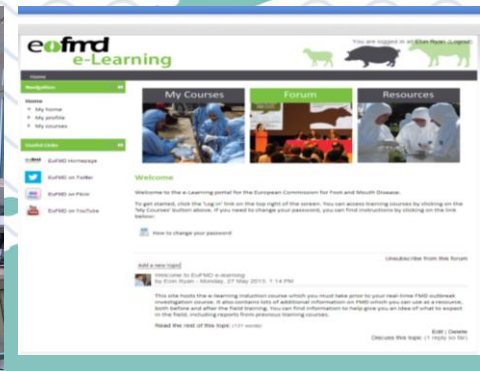 eofmd
e-Learning
You are logged in as Eoin Ryan (Logout)
Home
Navigation
Home
My home
My profile
My courses
Useful Links
EuFMD Homepage
EuFMD on Twitter
EuFMD on Flickr
EuFMD on YouTube
My Courses
Forum
Resources
Welcome
Welcome to the e-Learning portal for the European Commission for Foot and Mouth Disease.
To get started, click the 'Log in' link on the top right of the screen. You can access training courses by clicking on the
'My Courses' button above. If you need to change your password, you can find instructions by clicking on the link
below:
How to change your password
Unsubscribe from this forum
Add a new topic
Welcome to EUFMD e-learning
by Eoin Ryan - Monday, 27 May 2013, 1:14 PM
This site hosts the e-learning induction course which you must take prior to your real-time FMD outbreak
investigation course. It also contains lots of additional information on FMD which you can use as a resource,
both before and after the field training. You can find information to help give you an idea of what to expect
in the field, including reports from previous training courses.
Read the rest of this topic (131 words)
Edit | Delete
Discuss this topic (1 reply so far)